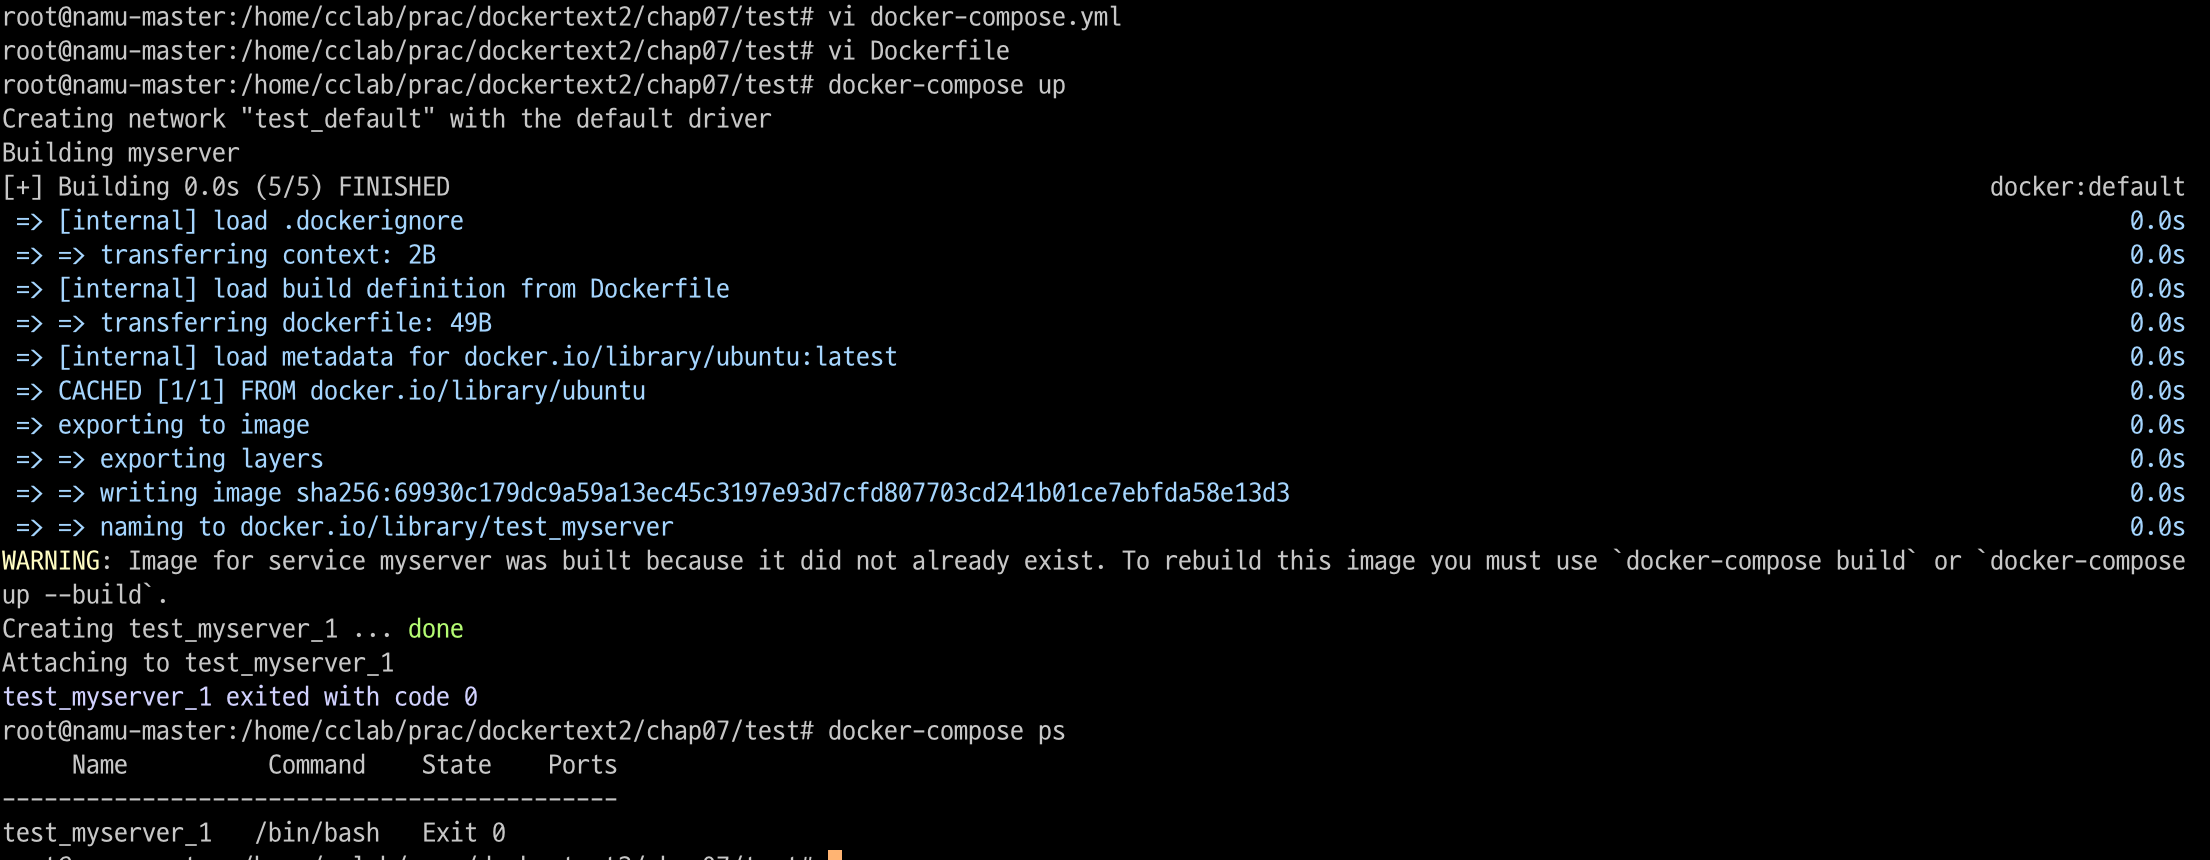 root@namu-master:/home/cclab/prac/dockertext2/chap07/test# vi docker-compose.yml
root@namu-master:/home/cclab/prac/dockertext2/chap07/test# vi Dockerfile
root@namu-master:/home/cclab/prac/dockertext2/chap07/test# docker-compose up
Creating network "test_default" with the default driver
Building myserver
[+] Building 0.0s (5/5) FINISHED docker:default
=> [internal] load .dockerignore 0.0s
=> => transferring context: 2B 0.0s
=> [internal] load build definition from Dockerfile 0.0s
=> => transferring dockerfile: 49B 0.0s
=> [internal] load metadata for docker.io/library/ubuntu:latest 0.0s
=> CACHED [1/1] FROM docker.io/library/ubuntu 0.0s
=> exporting to image 0.0s
=> => exporting layers 0.0s
=> => writing image sha256:69930c179dc9a59a13ec45c3197e93d7cfd807703cd241b01ce7ebfda58e13d3 0.0s
=> => naming to docker.io/library/test_myserver 0.0s
WARNING: Image for service myserver was built because it did not already exist. To rebuild this image you must use `docker-compose build` or `docker-compose
up --build`.
Creating test_myserver_1 ... done
Attaching to test_myserver_1
test_myserver_1 exited with code 0
root@namu-master:/home/cclab/prac/dockertext2/chap07/test# docker-compose ps
Name Command State Ports
--------------------------------------------
test_myserver_1 /bin/bash Exit 0
root@namu-master:/home/cclab/prac/dockertext2/chap07/test#